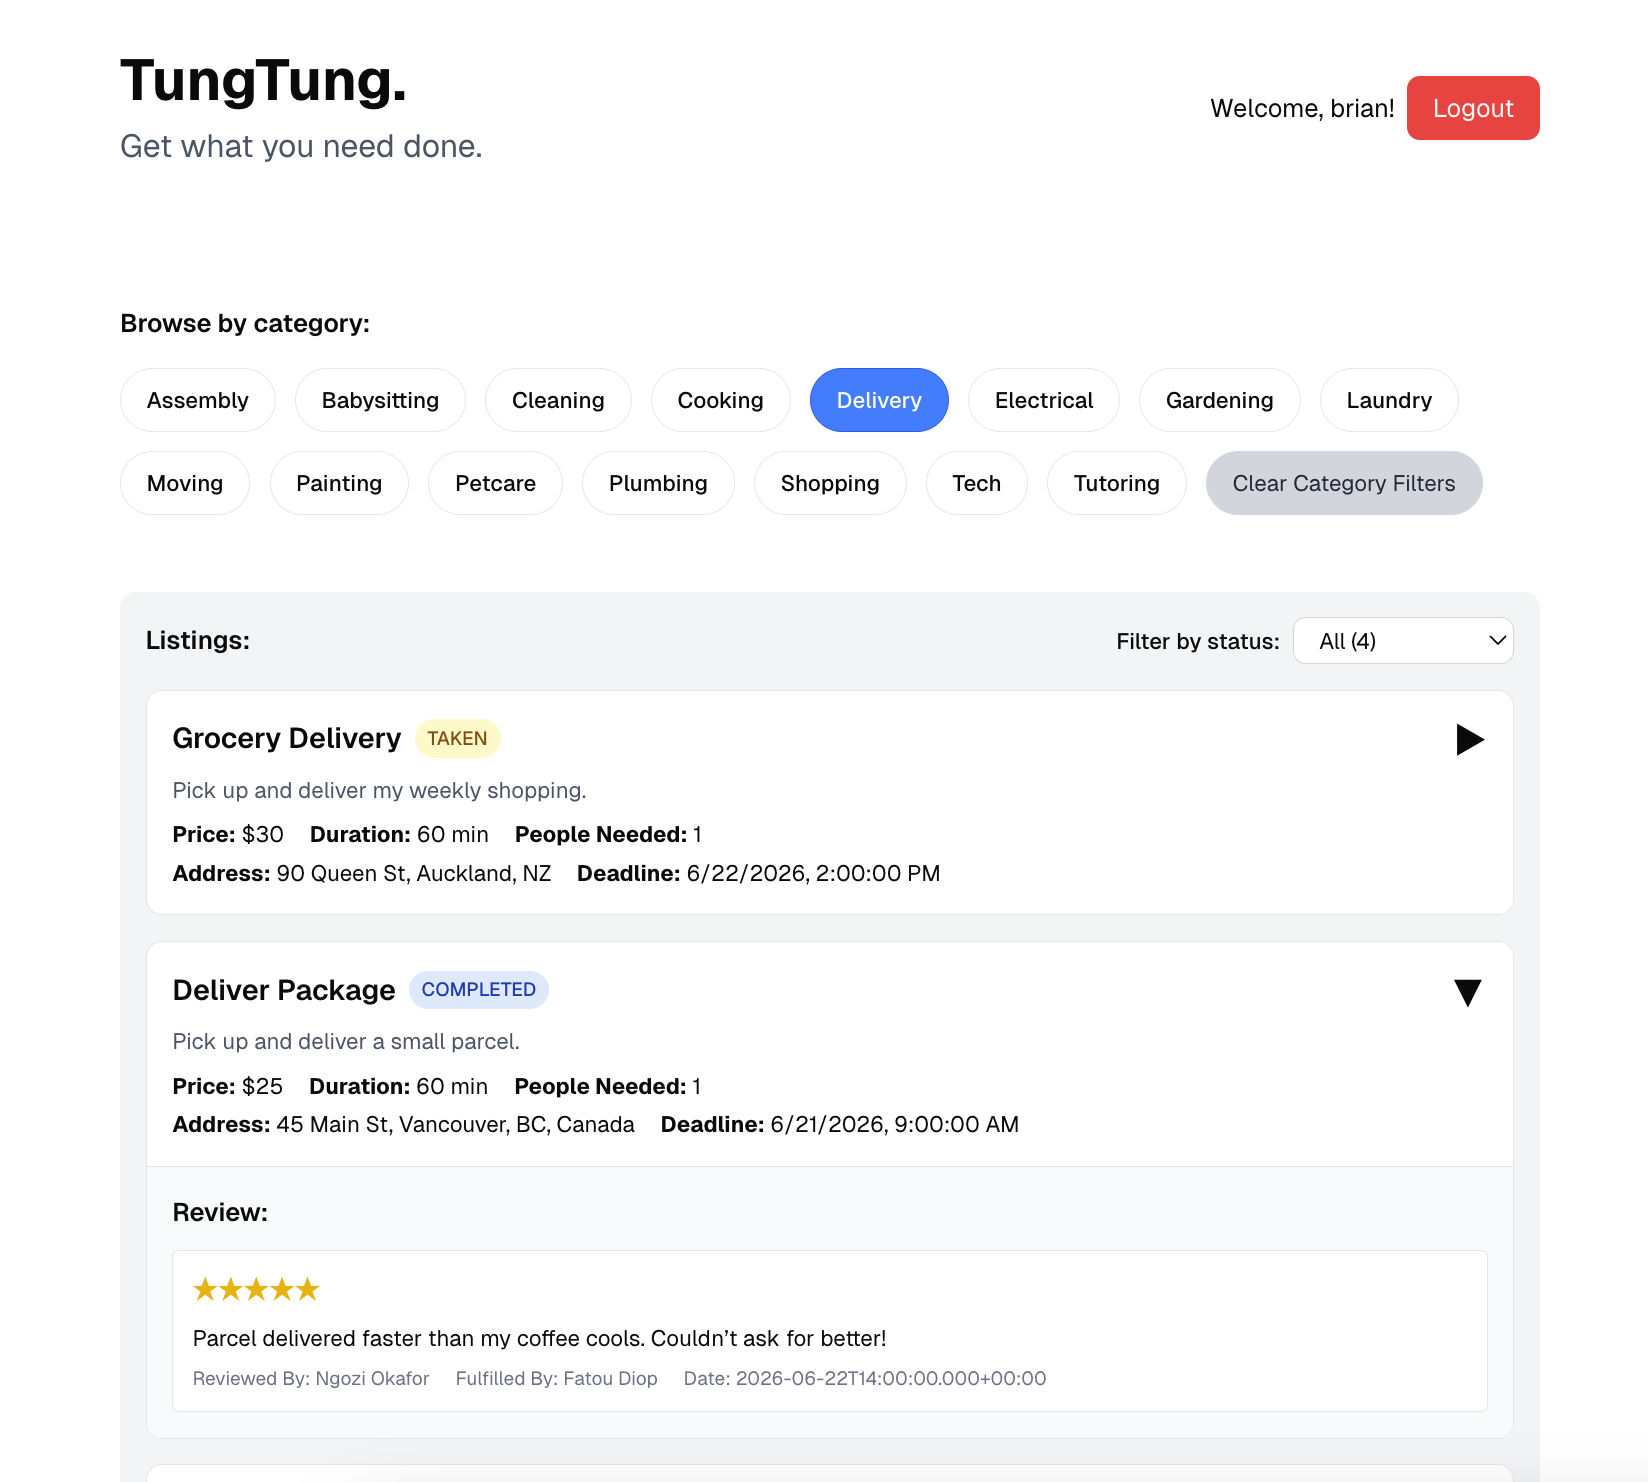 TungTung.
Get what you need done.
Welcome, brian!
Logout
Browse by category:
Assembly
Babysitting
Cleaning
Cooking
Delivery
Electrical
Gardening
Laundry
Moving
Painting
Petcare
Plumbing
Shopping
Tech
Tutoring
Clear Category Filters
Listings:
Filter by status:
All (4)
Grocery Delivery TAKEN
Pick up and deliver my weekly shopping.
Price: $30 Duration: 60 min People Needed: 1
Address: 90 Queen St, Auckland, NZ Deadline: 6/22/2026, 2:00:00 PM
Deliver Package COMPLETED
Pick up and deliver a small parcel.
Price: $25 Duration: 60 min People Needed: 1
Address: 45 Main St, Vancouver, BC, Canada Deadline: 6/21/2026, 9:00:00 AM
Review:
★★★★★
Parcel delivered faster than my coffee cools. Couldn’t ask for better!
Reviewed By: Ngozi Okafor Fulfilled By: Fatou Diop Date: 2026-06-22T14:00:00.000+00:00